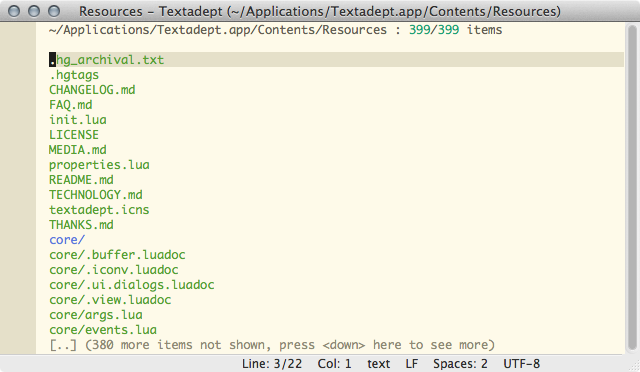 Resources - Textadept (~/Applications/Textadept.app/Contents/Resources)
~/Applications/Textadept.app/Contents/Resources : 399/399 items
.hg_archival.txt
.hgtags
CHANGELOG.md
FAQ.md
init.lua
LICENSE
MEDIA.md
properties.lua
README.md
TECHNOLOGY.md
textadept.icns
THANKS.md
core/
core/.buffer.luadoc
core/.iconv.luadoc
core/.ui.dialogs.luadoc
core/.view.luadoc
core/args.lua
core/events.lua
[..] (380 more items not shown, press <down> here to see more)
Line: 3/22 Col: 1 text LF Spaces: 2 UTF-8